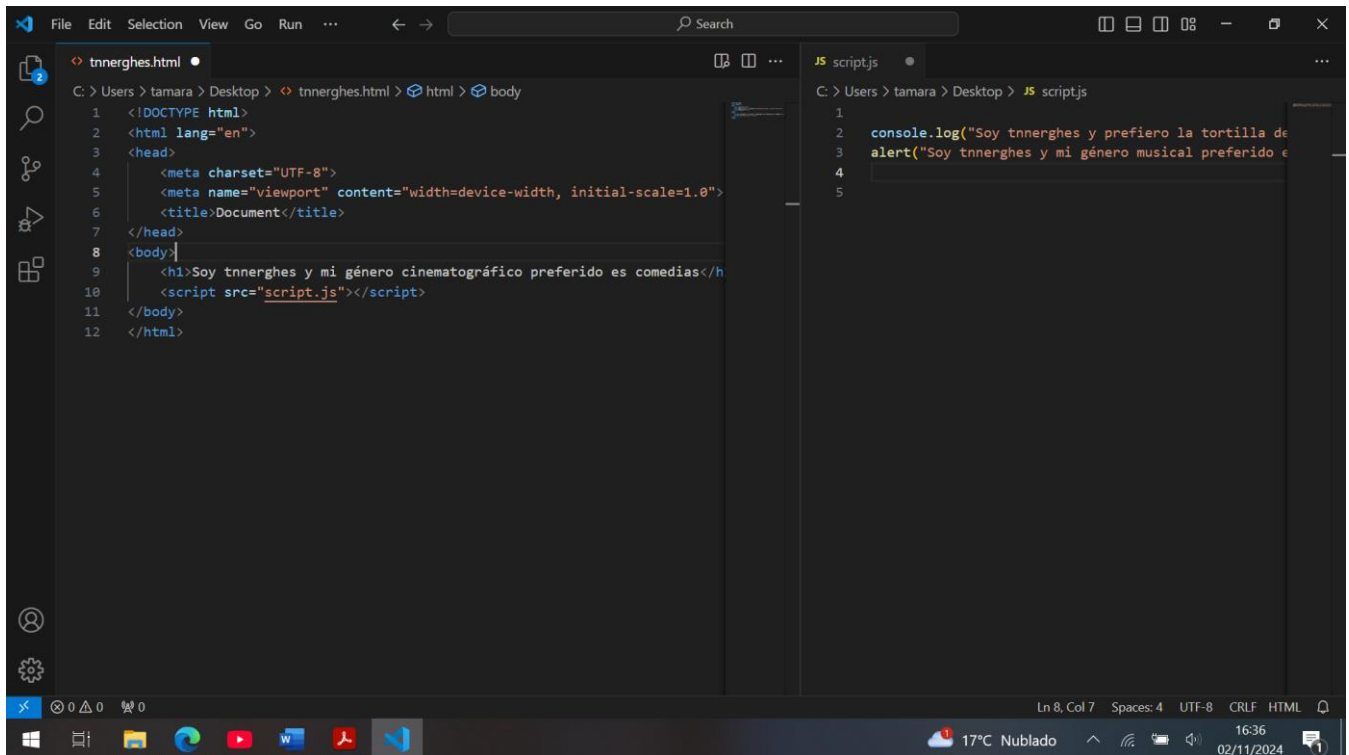 File Edit Selection View Go Run ··· Search
2
tnnerghes.html
C: > Users > tamara > Desktop > tnnerghes.html > html > body
1 <!DOCTYPE html>
2 <html lang="en">
3 <head>
4 <meta charset="UTF-8">
5 <meta name="viewport" content="width=device-width, initial-scale=1.0">
6 <title>Document</title>
7 </head>
8 <body>
9 <h1>Soy tnnerghes y mi género cinematográfico preferido es comedias</h
10 <script src="script.js"></script>
11 </body>
12 </html>
JS script.js
C: > Users > tamara > Desktop > JS script.js
1
2 console.log("Soy tnnerghes y prefiero la tortilla de
3 alert("Soy tnnerghes y mi género musical preferido e
4
5
0 0 0 Ln 8, Col 7 Spaces: 4 UTF-8 CRLF HTML
17°C Nublado
16:36
02/11/2024